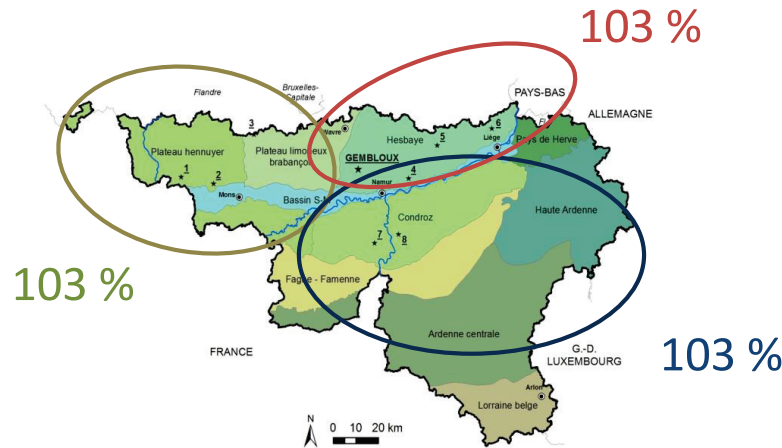 103 %
Flandre
Bruxelles-
Capitale
PAYS-BAS
ALLEMAGNE
3
Wavre
6
5
Hesbaye
Liège
Pays de Herve
Plateau hennuyer
Plateau limoneux
brabançon
GEMBLOUX
1
2
4
Namur
Mons
Bassin S-M
Condroz
Haute Ardenne
7
8
103 %
Fagne - Famenne
Ardenne centrale
FRANCE
G.-D.
LUXEMBOURG
103 %
Arlon
Lorraine belge
N
0 10 20 km